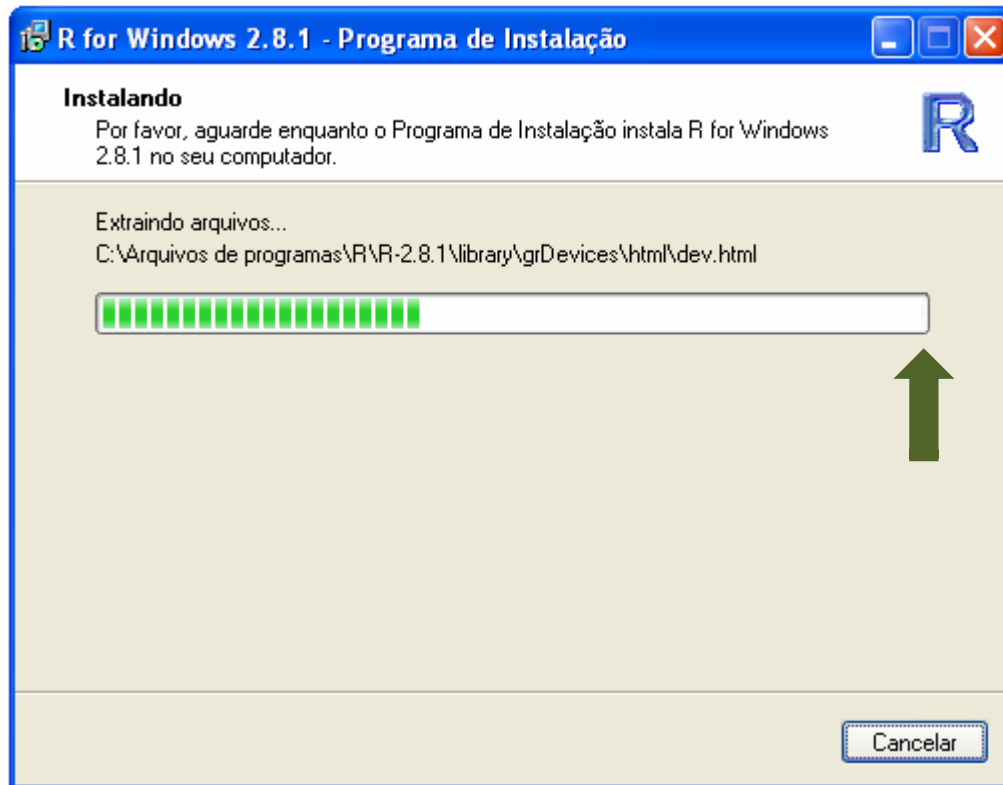 R for Windows 2.8.1 - Programa de Instalação
Instalando
Por favor, aguarde enquanto o Programa de Instalação instala R for Windows
2.8.1 no seu computador.
R
Extraindo arquivos...
C:\Arquivos de programas\R\R-2.8.1\library\grDevices\html\dev.html
Cancelar